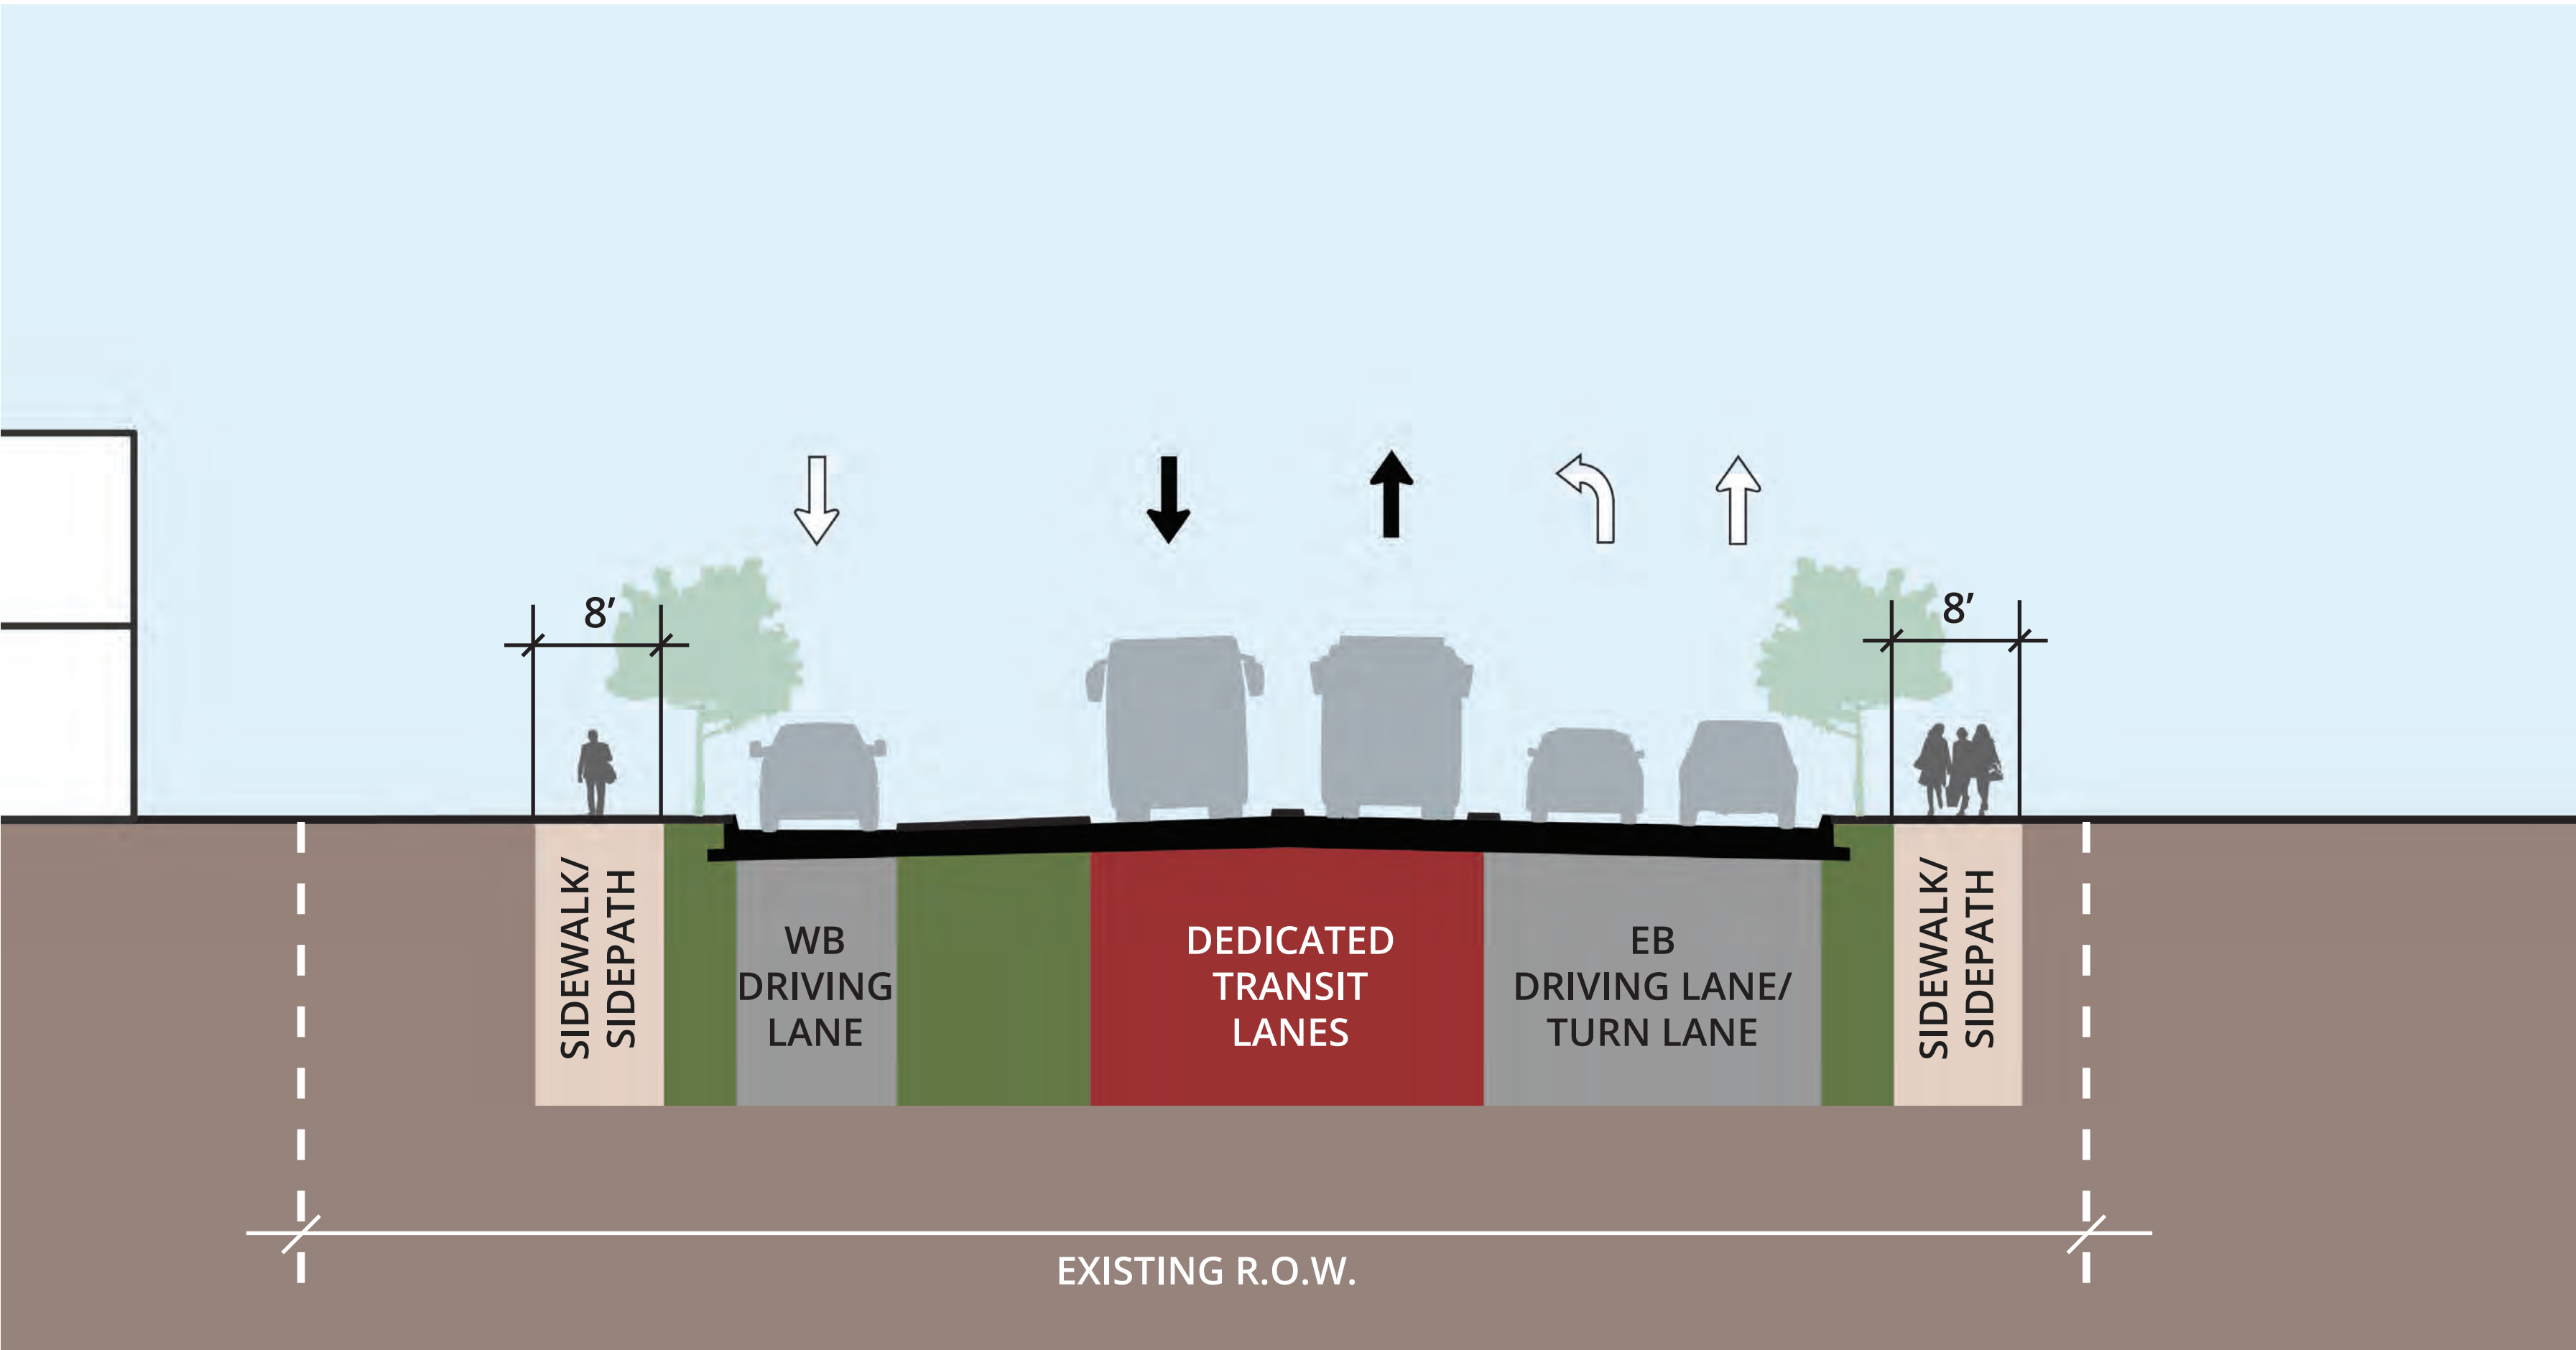 8’
8’
SIDEWALK/
SIDEPATH
WB
DRIVING
LANE
DEDICATED
TRANSIT
LANES
EB
DRIVING LANE/
TURN LANE
SIDEWALK/
SIDEPATH
EXISTING R.O.W.